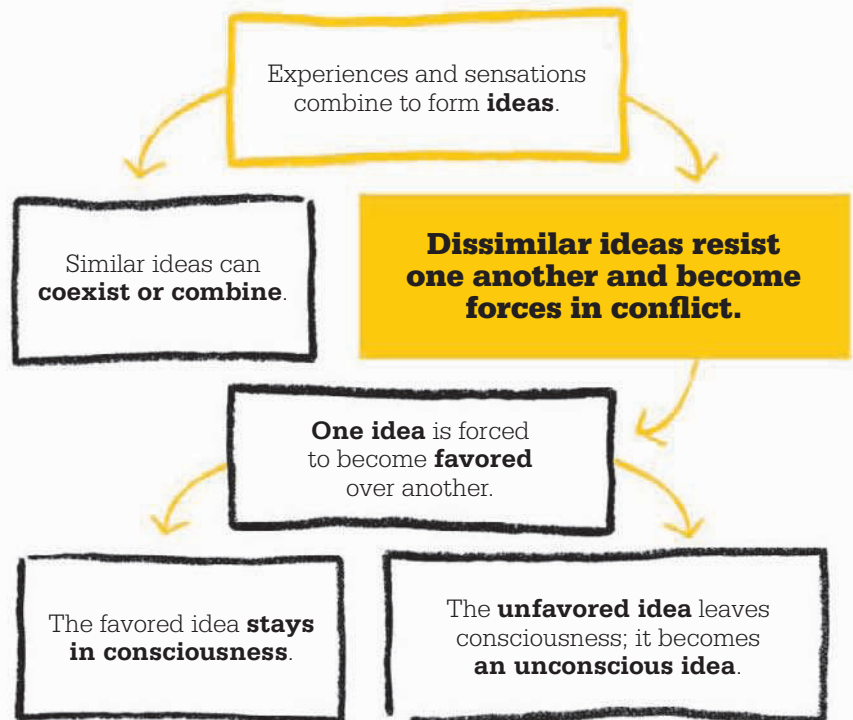 Experiences and sensations
combine to form ideas.
Similar ideas can
coexist or combine.
Dissimilar ideas resist
one another and become
forces in conflict.
One idea is forced
to become favored
over another.
The favored idea stays
in consciousness.
The unfavored idea leaves
consciousness; it becomes
an unconscious idea.